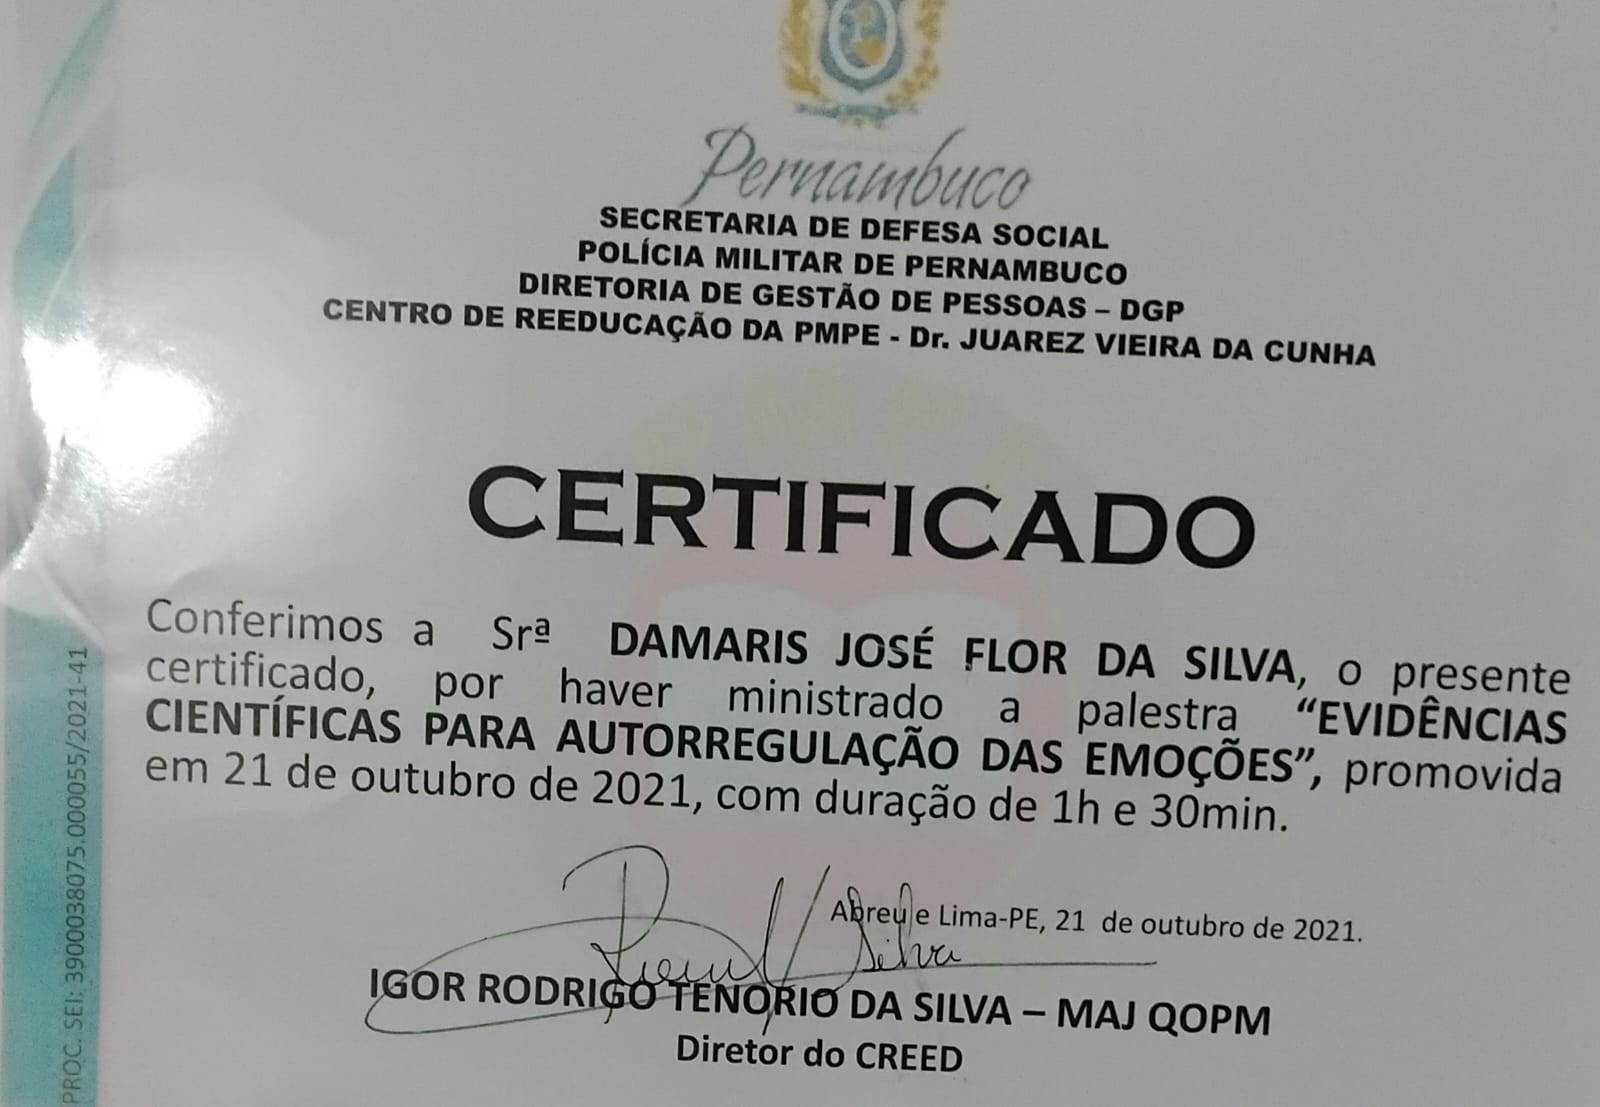 Pernambuco
SECRETARIA DE DEFESA SOCIAL
POLÍCIA MILITAR DE PERNAMBUCO
DIRETORIA DE GESTÃO DE PESSOAS – DGP
CENTRO DE REEDUCAÇÃO DA PMPE - Dr. JUAREZ VIEIRA DA CUNHA
CERTIFICADO
Conferimos a Srª DAMARIS JOSÉ FLOR DA SILVA, o presente
certificado, por haver ministrado a palestra “EVIDÊNCIAS
CIENTÍFICAS PARA AUTORREGULAÇÃO DAS EMOÇÕES”, promovida
em 21 de outubro de 2021, com duração de 1h e 30min.
Abreu e Lima-PE, 21 de outubro de 2021.
Silva
IGOR RODRIGO TENORIO DA SILVA – MAJ QOPM
Diretor do CREED
PROC. SEI: 3900038075.000055/2021-41